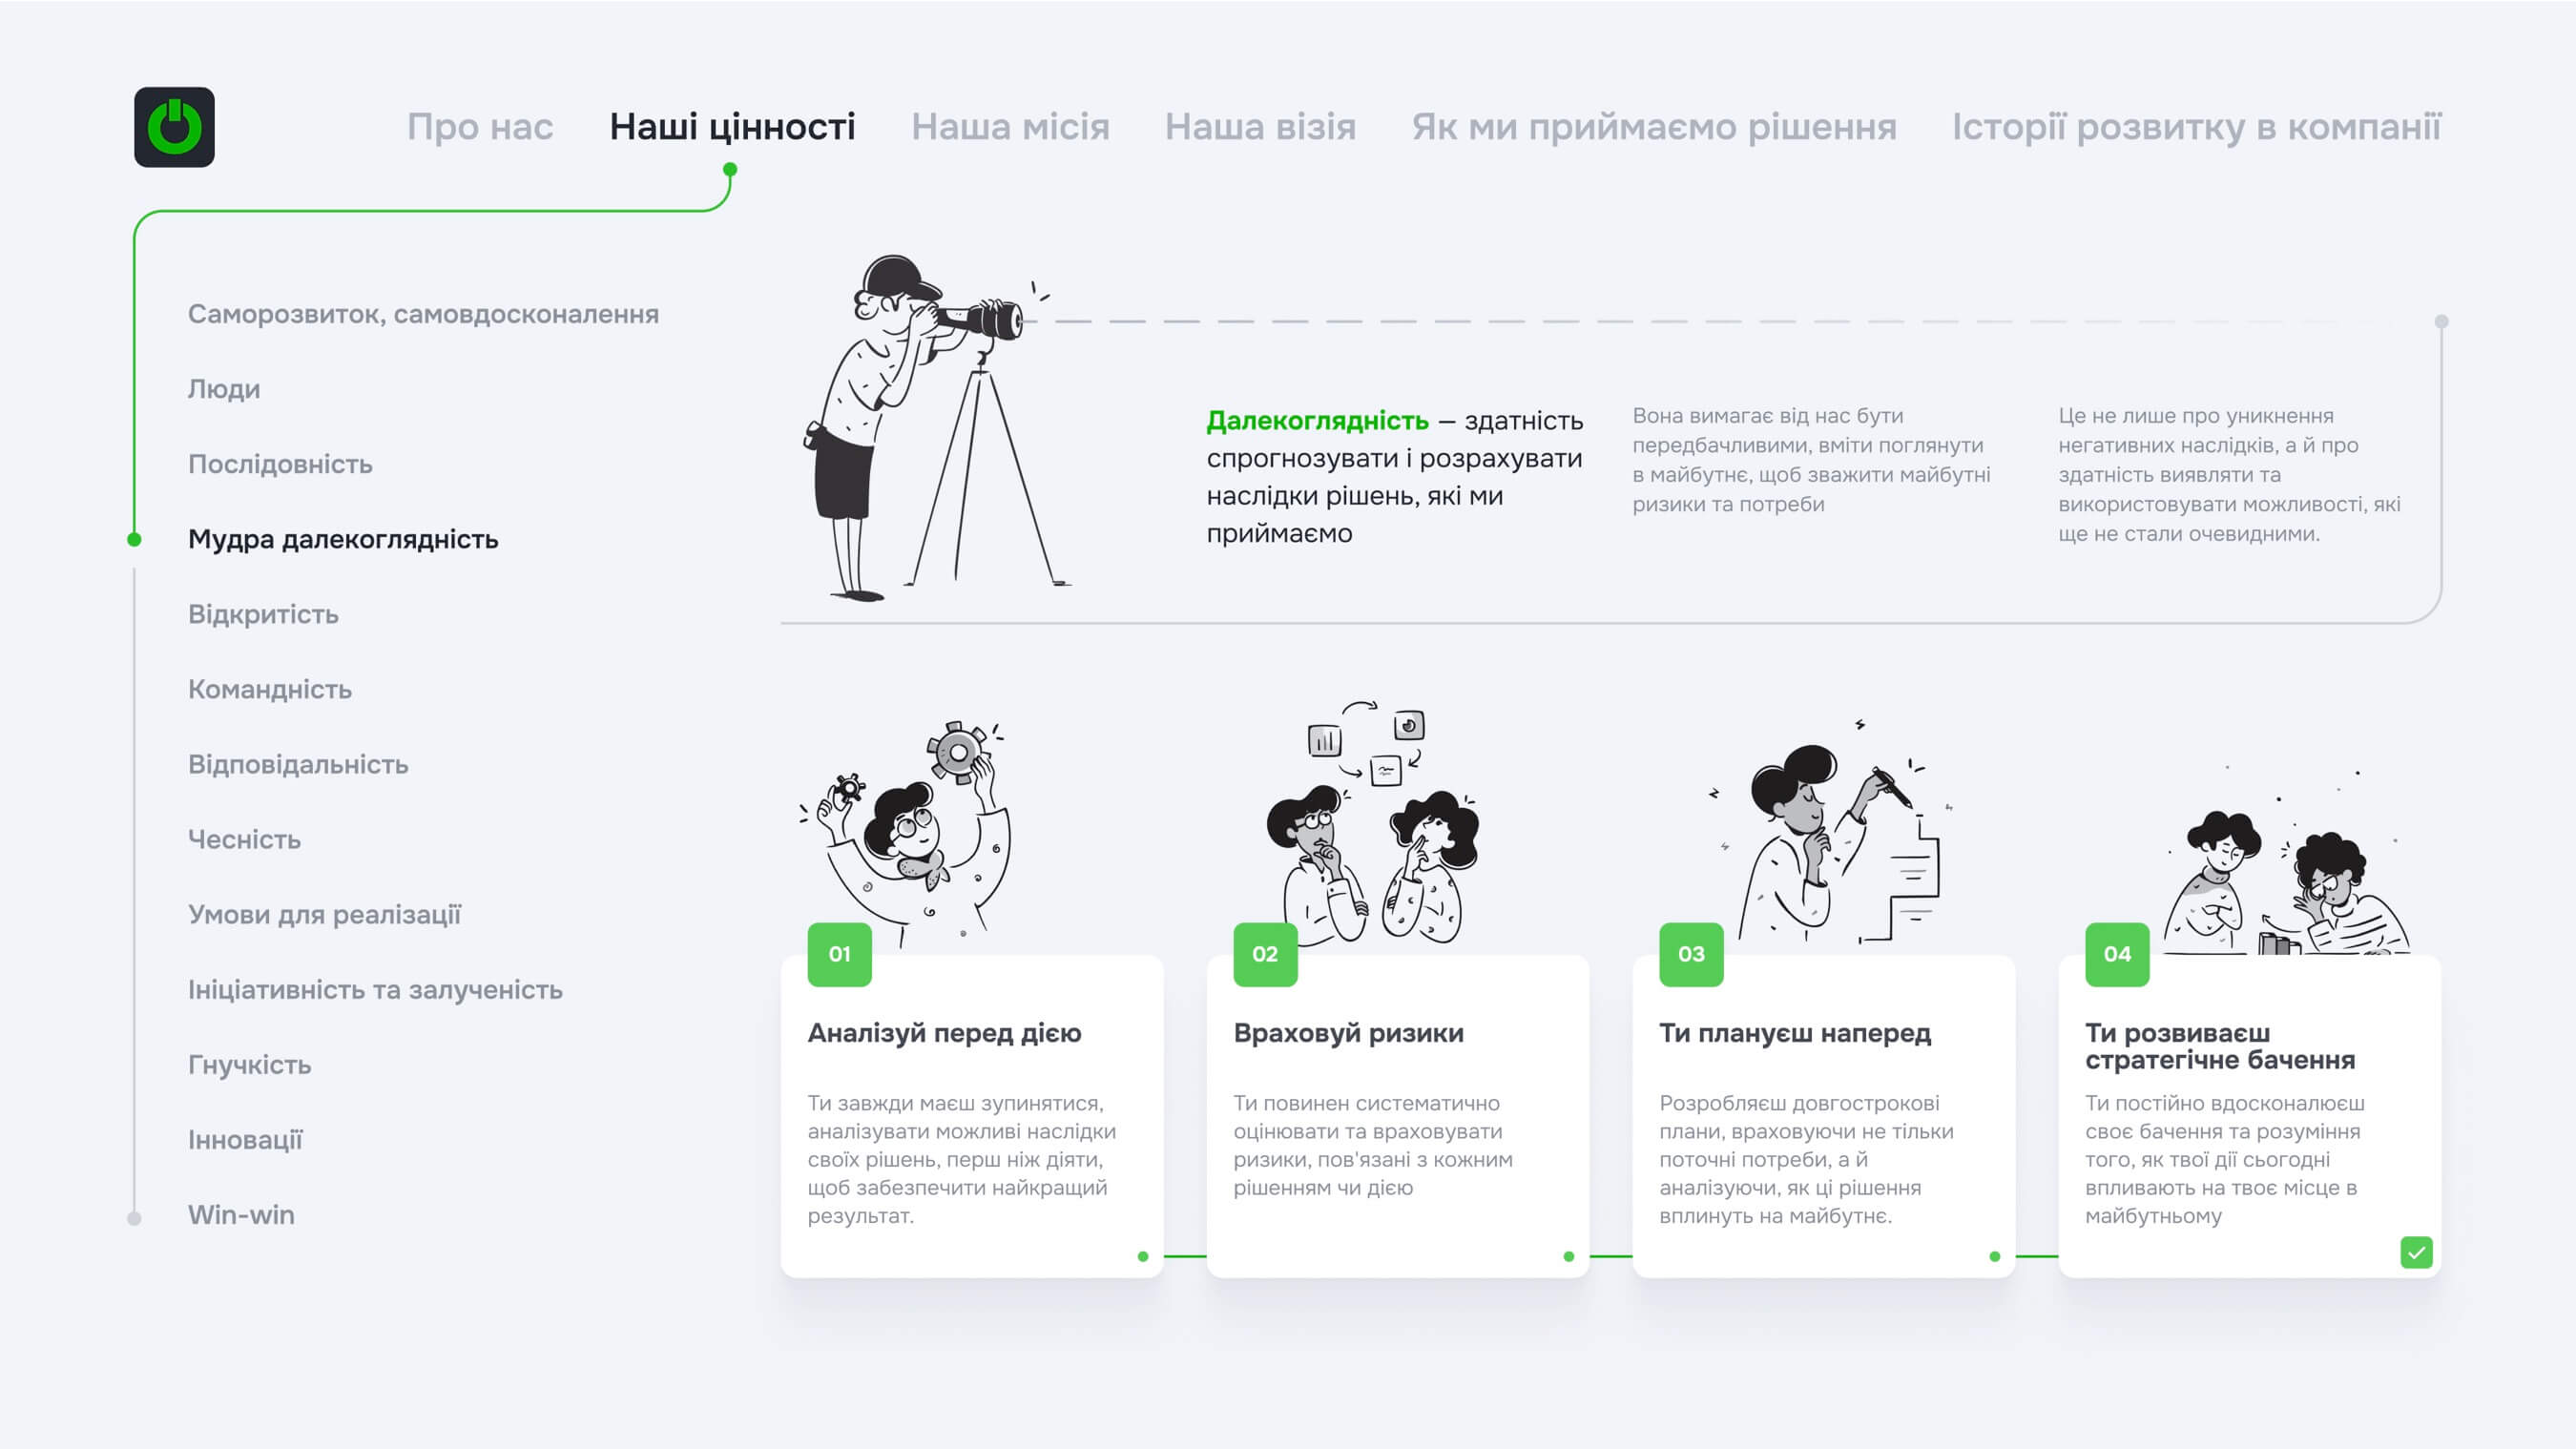 Про нас
Наші цінності
Наша місія
Наша візія
Як ми приймаємо рішення
Історії розвитку в компанії
Саморозвиток, самовдосконалення
Люди
Послідовність
Мудра далекоглядність
Відкритість
Командність
Відповідальність
Чесність
Умови для реалізації
Ініціативність та залученість
Гнучкість
Інновації
Win-win
Далекоглядність — здатність
спрогнозувати і розрахувати
наслідки рішень, які ми
приймаємо
Вона вимагає від нас бути
передбачливими, вміти поглянути
в майбутнє, щоб зважити майбутні
ризики та потреби
Це не лише про уникнення
негативних наслідків, а й про
здатність виявляти та
використовувати можливості, які
ще не стали очевидними.
01
Аналізуй перед дією
Ти завжди маєш зупинятися,
аналізувати можливі наслідки
своїх рішень, перш ніж діяти,
щоб забезпечити найкращий
результат.
02
Враховуй ризики
Ти повинен систематично
оцінювати та враховувати
ризики, пов'язані з кожним
рішенням чи дією
03
Ти плануєш наперед
Розробляєш довгострокові
плани, враховуючи не тільки
поточні потреби, а й
аналізуючи, як ці рішення
вплинуть на майбутнє.
04
Ти розвиваєш
стратегічне бачення
Ти постійно вдосконалюєш
своє бачення та розуміння
того, як твої дії сьогодні
впливають на твоє місце в
майбутньому